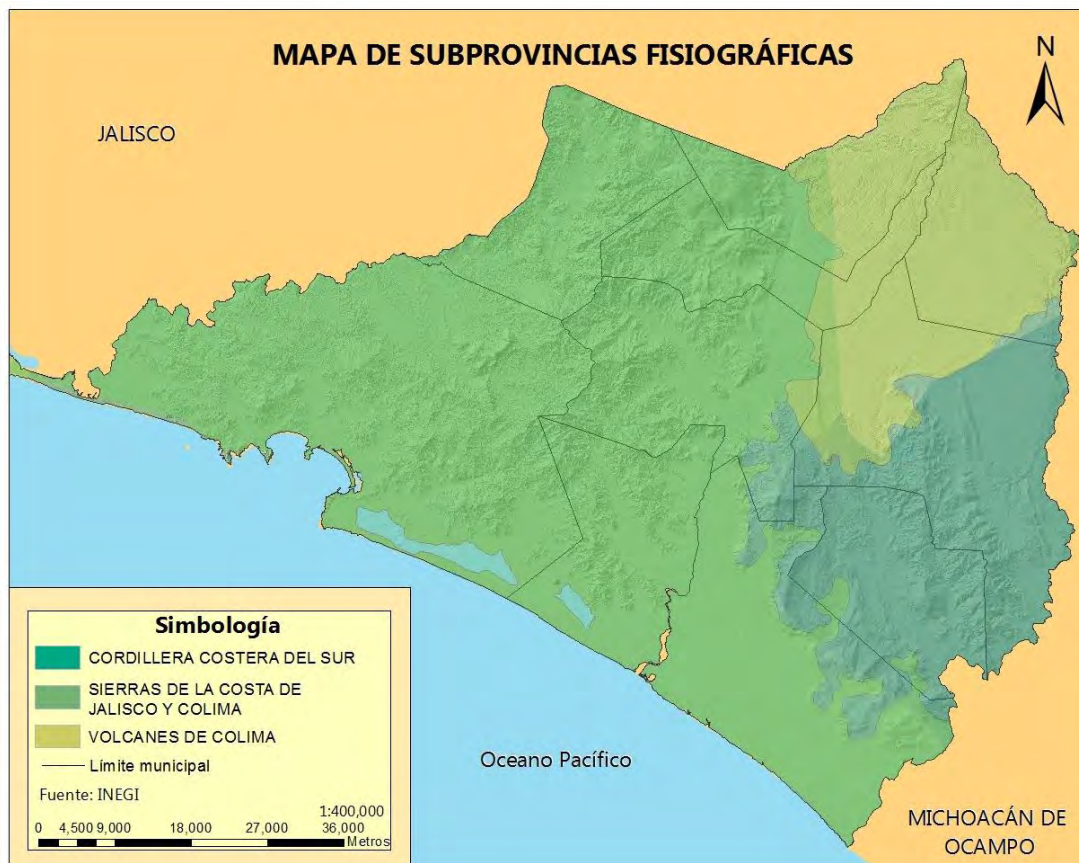 MAPA DE SUBPROVINCIAS FISIOGRÁFICAS
N
JALISCO
Simbología
CORDILLERA COSTERA DEL SUR
SIERRAS DE LA COSTA DE
JALISCO Y COLIMA
VOLCANES DE COLIMA
Límite municipal
Fuente: INEGI
1:400,000
0 4,500 9,000 18,000 27,000 36,000
Metros
Oceano Pacífico
MICHOACÁN DE
OCAMPO